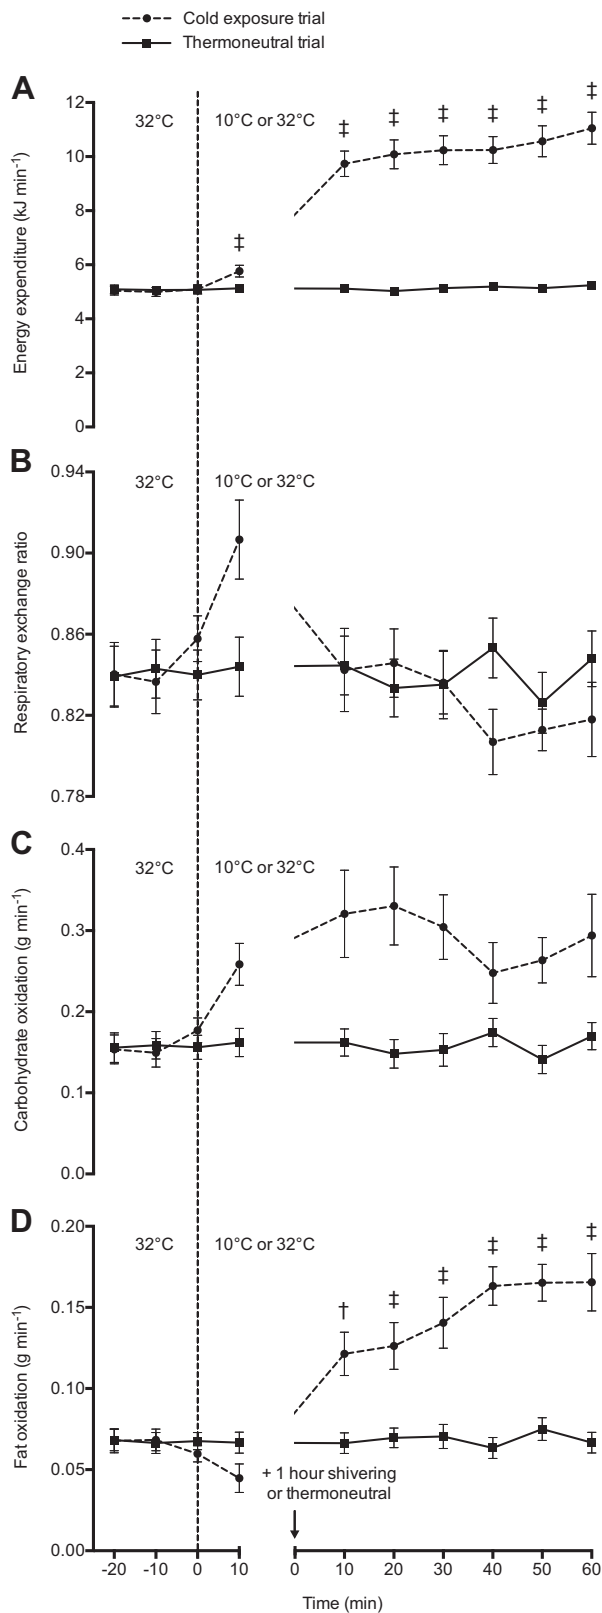 Cold exposure trial
Thermoneutral trial
A
32°C
10°C or 32°C
‡ ‡ ‡ ‡ ‡ ‡ ‡
Energy expenditure (kJ min-1)
12
10
8
6
4
2
0
B
32°C
10°C or 32°C
Respiratory exchange ratio
0.94
0.90
0.86
0.82
0.78
C
32°C
10°C or 32°C
Carbohydrate oxidation (g min-1)
0.4
0.3
0.2
0.1
0.0
D
32°C
10°C or 32°C
† ‡ ‡ ‡ ‡ ‡
Fat oxidation (g min-1)
0.20
0.15
0.10
0.05
0.00
+ 1 hour shivering
or thermoneutral
-20 -10 0 10 0 10 20 30 40 50 60
Time (min)